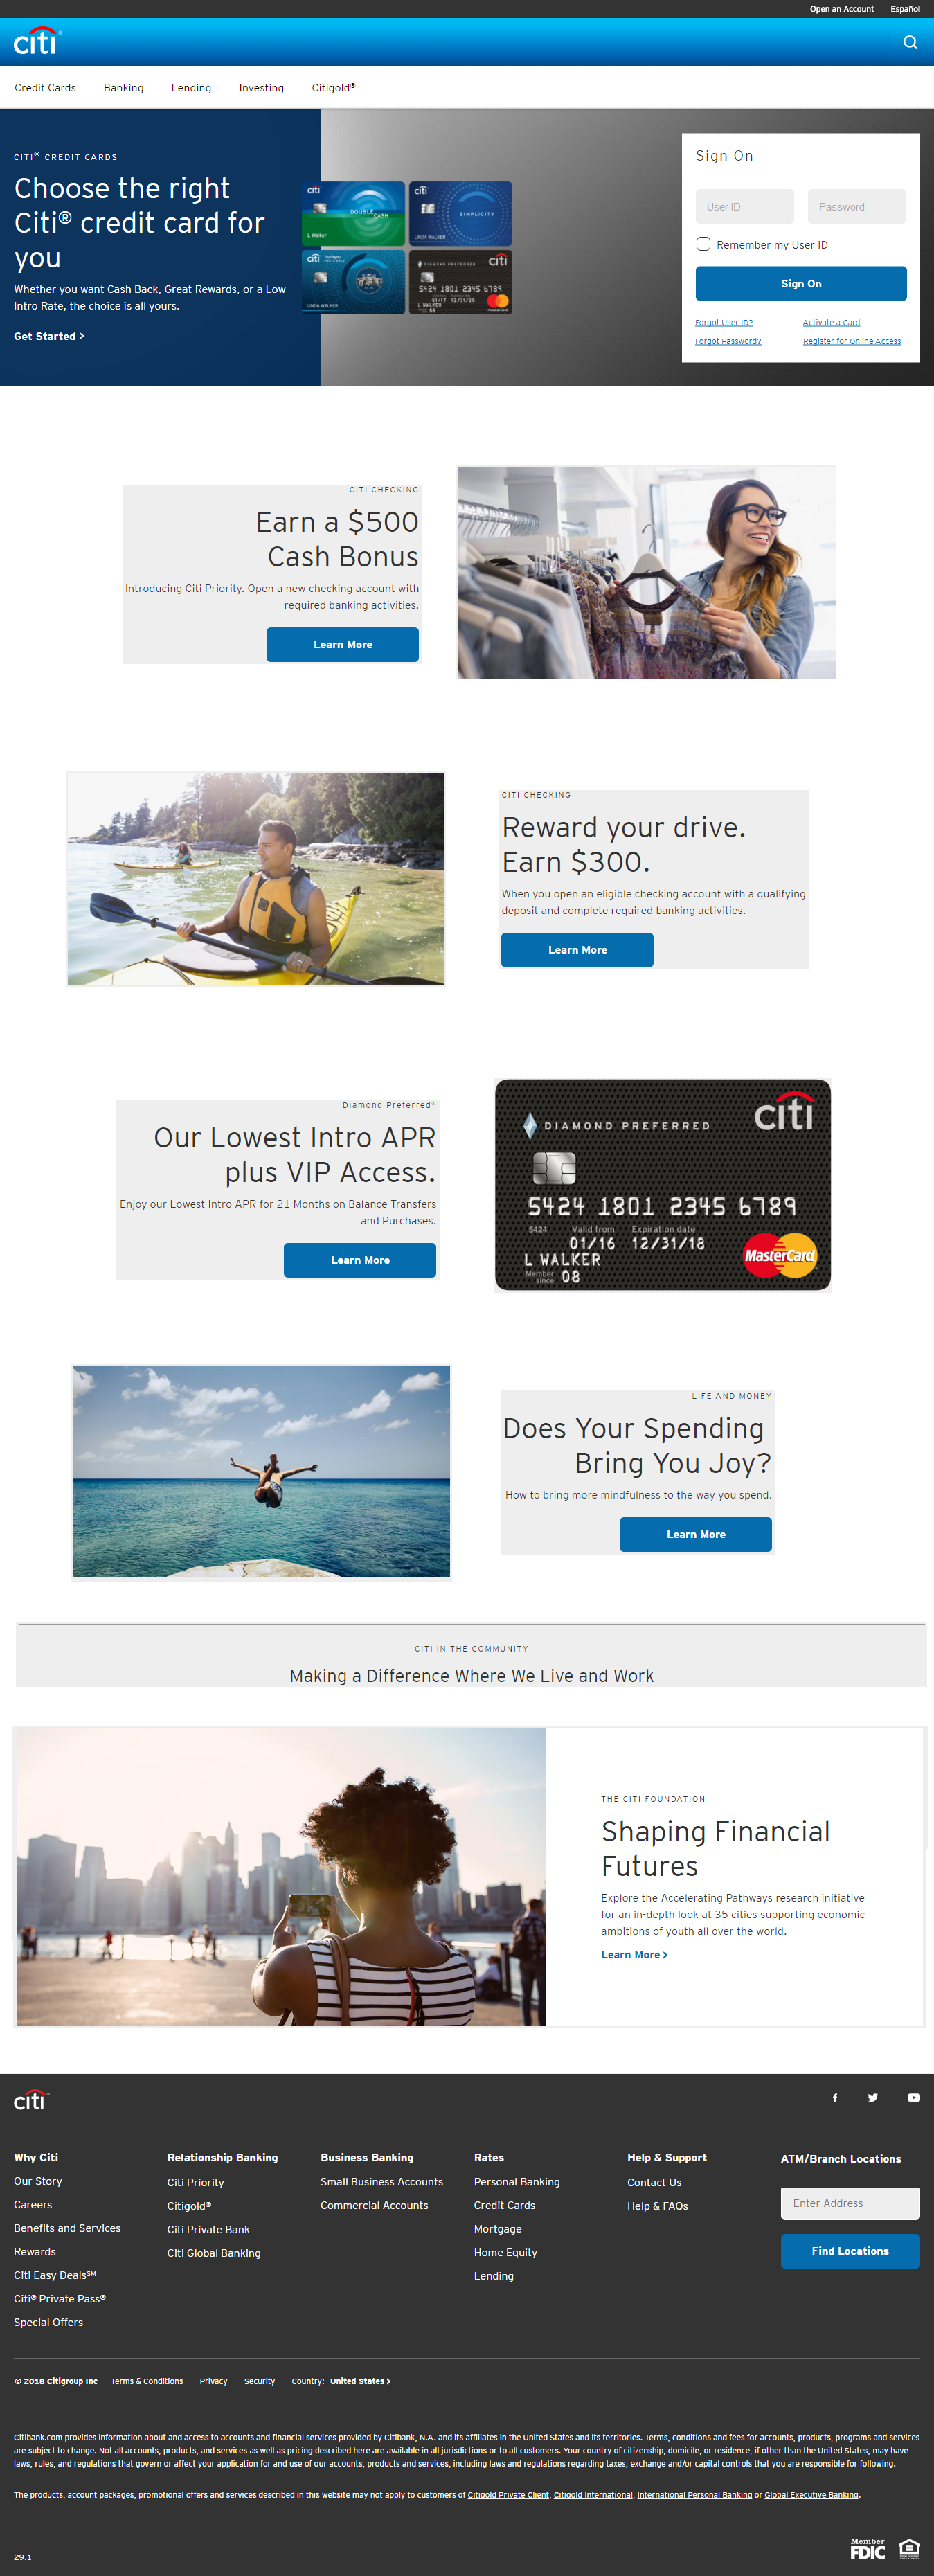 Open an Account Español
citi®
Credit Cards Banking Lending Investing Citigold®
CITI® CREDIT CARDS
Choose the right
Citi® credit card for
you
Whether you want Cash Back, Great Rewards, or a Low
Intro Rate, the choice is all yours.
Get Started >
citi
DOUBLE
CASH
L Walker
citi
SIMPLICITY
LINDA WALKER
citi
LINDA WALKER
citi
DIAMOND PREFERRED
5424 1801 2345 6789
L WALKER
08
mastercard
Sign On
User ID Password
Remember my User ID
Sign On
Forgot User ID? Activate a Card
Forgot Password? Register for Online Access
CITI CHECKING
Earn a $500
Cash Bonus
Introducing Citi Priority. Open a new checking account with
required banking activities.
Learn More
CITI CHECKING
Reward your drive.
Earn $300.
When you open an eligible checking account with a qualifying
deposit and complete required banking activities.
Learn More
Diamond Preferred®
Our Lowest Intro APR
plus VIP Access.
Enjoy our Lowest Intro APR for 21 Months on Balance Transfers
and Purchases.
Learn More
citi
DIAMOND PREFERRED
5424 1801 2345 6789
5424 Valid from Expiration date
01/16 12/31/18
L WALKER
Member
since 08
MasterCard
LIFE AND MONEY
Does Your Spending
Bring You Joy?
How to bring more mindfulness to the way you spend.
Learn More
CITI IN THE COMMUNITY
Making a Difference Where We Live and Work
THE CITI FOUNDATION
Shaping Financial
Futures
Explore the Accelerating Pathways research initiative
for an in-depth look at 35 cities supporting economic
ambitions of youth all over the world.
Learn More >
citi®
Why Citi
Our Story
Careers
Benefits and Services
Rewards
Citi Easy Deals℠
Citi® Private Pass®
Special Offers
Relationship Banking
Citi Priority
Citigold®
Citi Private Bank
Citi Global Banking
Business Banking
Small Business Accounts
Commercial Accounts
Rates
Personal Banking
Credit Cards
Mortgage
Home Equity
Lending
Help & Support
Contact Us
Help & FAQs
ATM/Branch Locations
Enter Address
Find Locations
© 2018 Citigroup Inc Terms & Conditions Privacy Security Country: United States >
Citibank.com provides information about and access to accounts and financial services provided by Citibank, N.A. and its affiliates in the United States and its territories. Terms, conditions and fees for accounts, products, programs and services
are subject to change. Not all accounts, products, and services as well as pricing described here are available in all jurisdictions or to all customers. Your country of citizenship, domicile, or residence, if other than the United States, may have
laws, rules, and regulations that govern or affect your application for and use of our accounts, products and services, including laws and regulations regarding taxes, exchange and/or capital controls that you are responsible for following.
The products, account packages, promotional offers and services described in this website may not apply to customers of Citigold Private Client, Citigold International, International Personal Banking or Global Executive Banking.
29.1
Member
FDIC